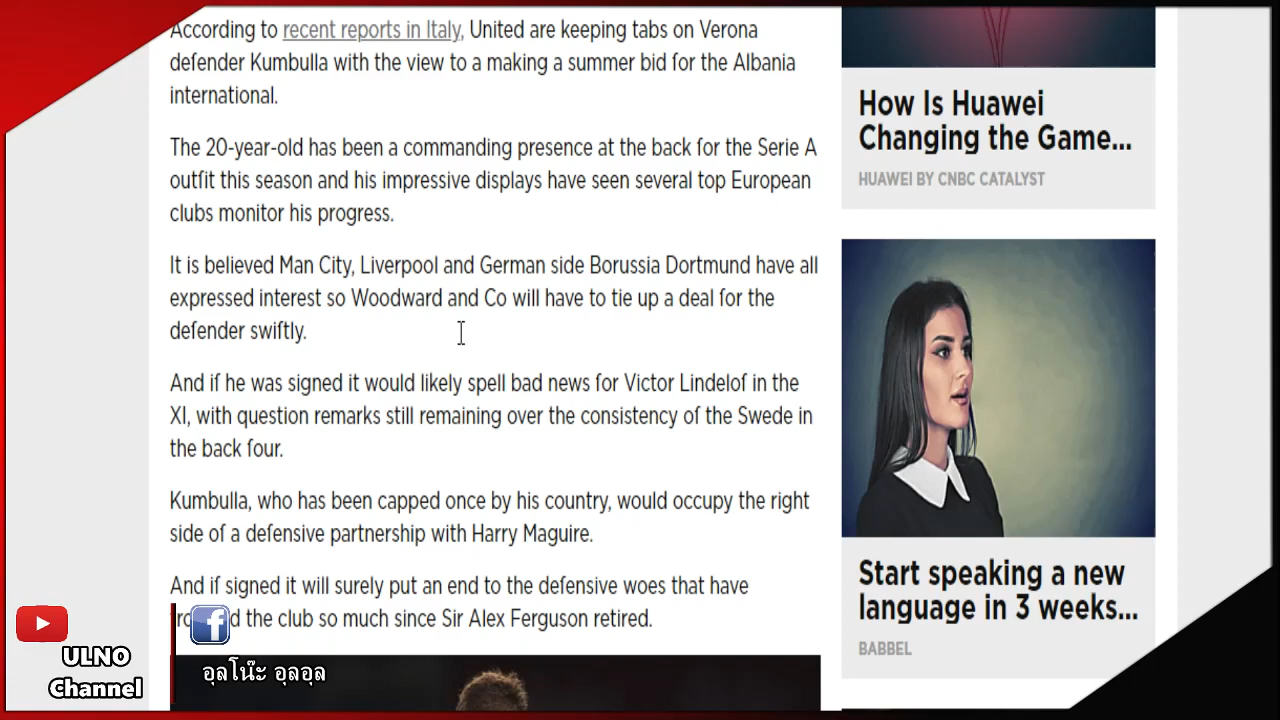 According to recent reports in Italy, United are keeping tabs on Verona
defender Kumbulla with the view to a making a summer bid for the Albania
international.
The 20-year-old has been a commanding presence at the back for the Serie A
outfit this season and his impressive displays have seen several top European
clubs monitor his progress.
It is believed Man City, Liverpool and German side Borussia Dortmund have all
expressed interest so Woodward and Co will have to tie up a deal for the
defender swiftly.
And if he was signed it would likely spell bad news for Victor Lindelof in the
XI, with question remarks still remaining over the consistency of the Swede in
the back four.
Kumbulla, who has been capped once by his country, would occupy the right
side of a defensive partnership with Harry Maguire.
And if signed it will surely put an end to the defensive woes that have
the club so much since Sir Alex Ferguson retired.
How Is Huawei
Changing the Game...
HUAWEI BY CNBC CATALYST
Start speaking a new
language in 3 weeks...
BABBEL
ULNO
Channel
f
อุลโน๊ะ อุลอุล